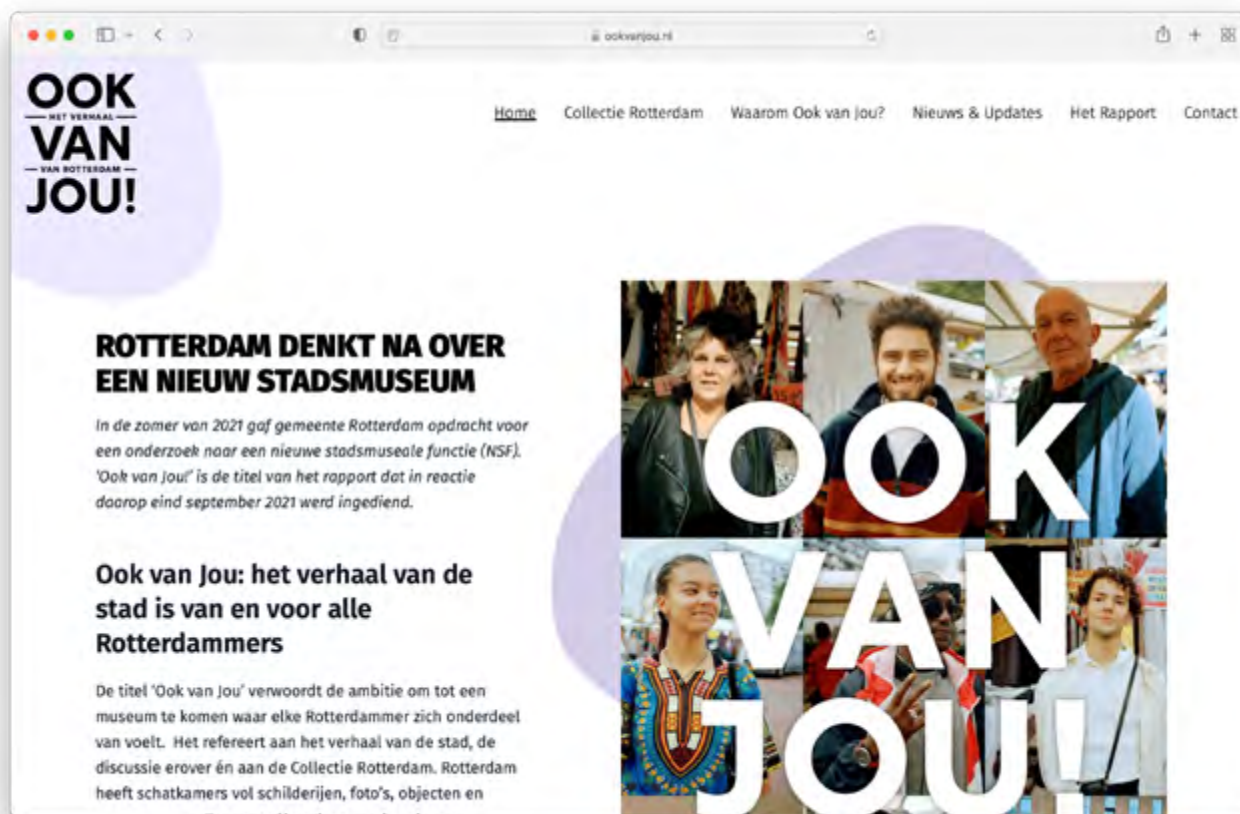 ookvanjou.nl
OOK
HET VERHAAL
VAN
VAN ROTTERDAM
JOU!
Home Collectie Rotterdam Waarom Ook van Jou? Nieuws & Updates Het Rapport Contact
ROTTERDAM DENKT NA OVER
EEN NIEUW STADSMUSEUM
In de zomer van 2021 gaf gemeente Rotterdam opdracht voor
een onderzoek naar een nieuwe stadsmuseale functie (NSF).
'Ook van Jou!' is de titel van het rapport dat in reactie
daarop eind september 2021 werd ingediend.
Ook van Jou: het verhaal van de
stad is van en voor alle
Rotterdammers
De titel 'Ook van Jou' verwoordt de ambitie om tot een
museum te komen waar elke Rotterdammer zich onderdeel
van voelt. Het refereert aan het verhaal van de stad, de
discussie erover én aan de Collectie Rotterdam. Rotterdam
heeft schatkamers vol schilderijen, foto's, objecten en
OOK
VAN
JOU!